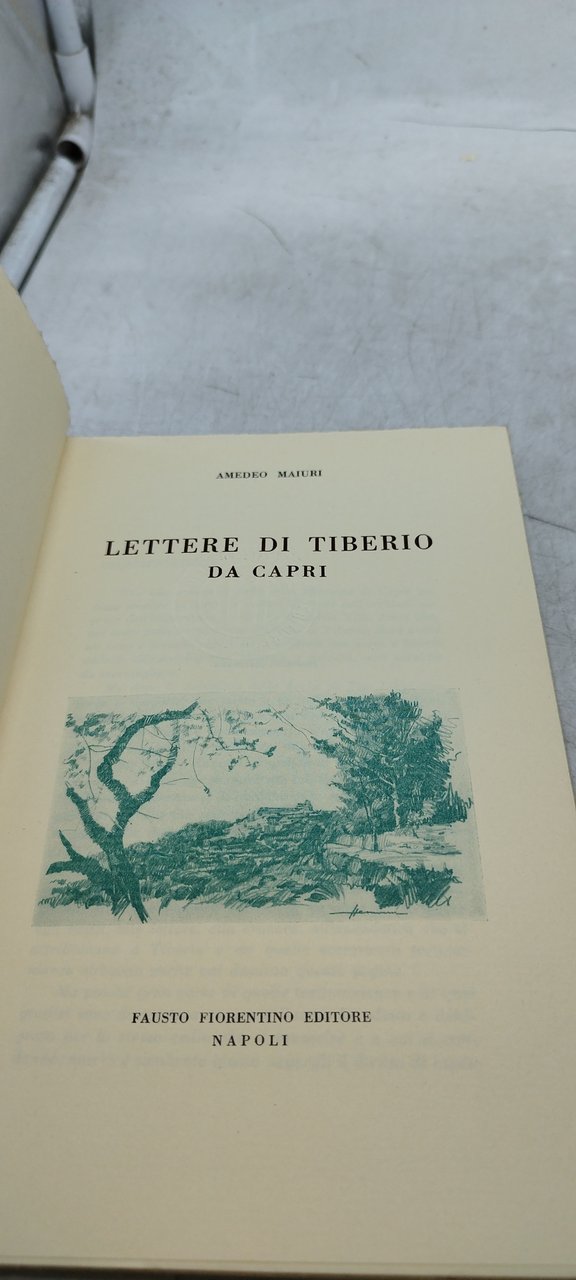 AMEDEO MAIURI
LETTERE DI TIBERIO
DA CAPRI
FAUSTO FIORENTINO EDITORE
NAPOLI